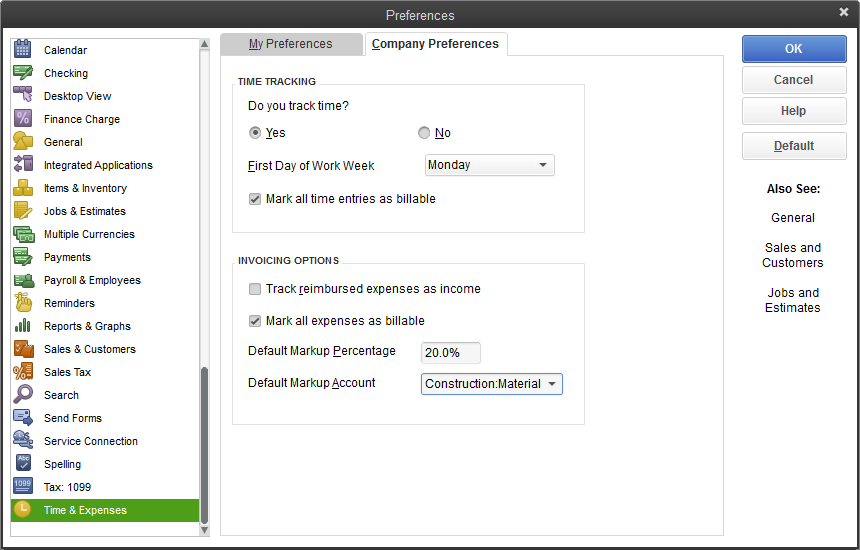 Preferences
Calendar
Checking
Desktop View
Finance Charge
General
Integrated Applications
Items & Inventory
Jobs & Estimates
Multiple Currencies
Payments
Payroll & Employees
Reminders
Reports & Graphs
Sales & Customers
Sales Tax
Search
Send Forms
Service Connection
Abc
Spelling
1099
Tax: 1099
Time & Expenses
My Preferences
Company Preferences
TIME TRACKING
Do you track time?
Yes No
First Day of Work Week Monday
Mark all time entries as billable
INVOICING OPTIONS
Track reimbursed expenses as income
Mark all expenses as billable
Default Markup Percentage 20.0%
Default Markup Account Construction:Material
OK
Cancel
Help
Default
Also See:
General
Sales and
Customers
Jobs and
Estimates